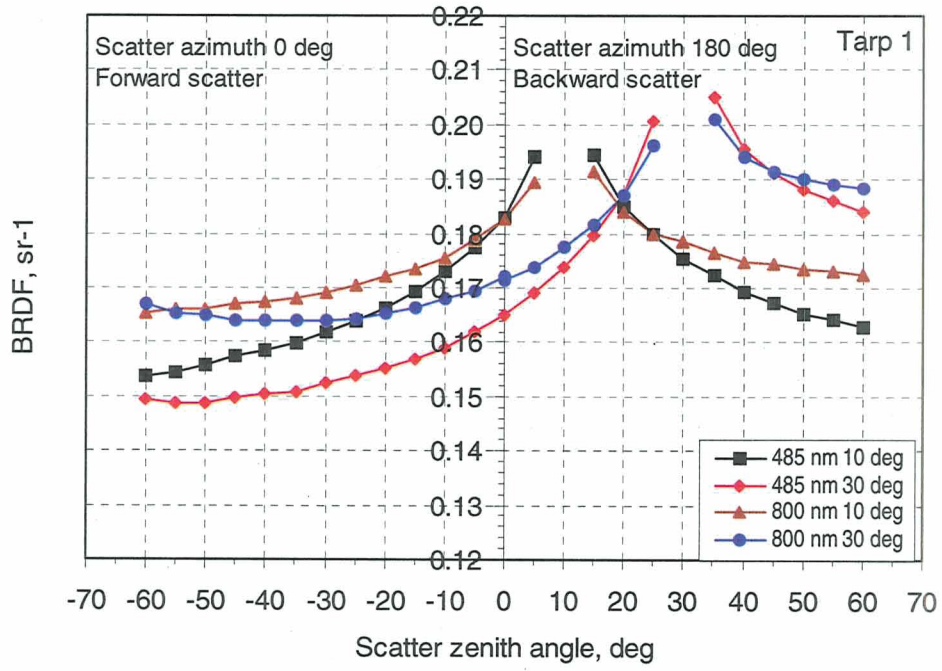 Scatter azimuth 0 deg
Forward scatter
Scatter azimuth 180 deg
Backward scatter
Tarp 1
0.22
0.21
0.20
0.19
0.18
0.17
0.16
0.15
0.14
0.13
0.12
BRDF, sr-1
485 nm 10 deg
485 nm 30 deg
800 nm 10 deg
800 nm 30 deg
-70 -60 -50 -40 -30 -20 -10 0 10 20 30 40 50 60 70
Scatter zenith angle, deg